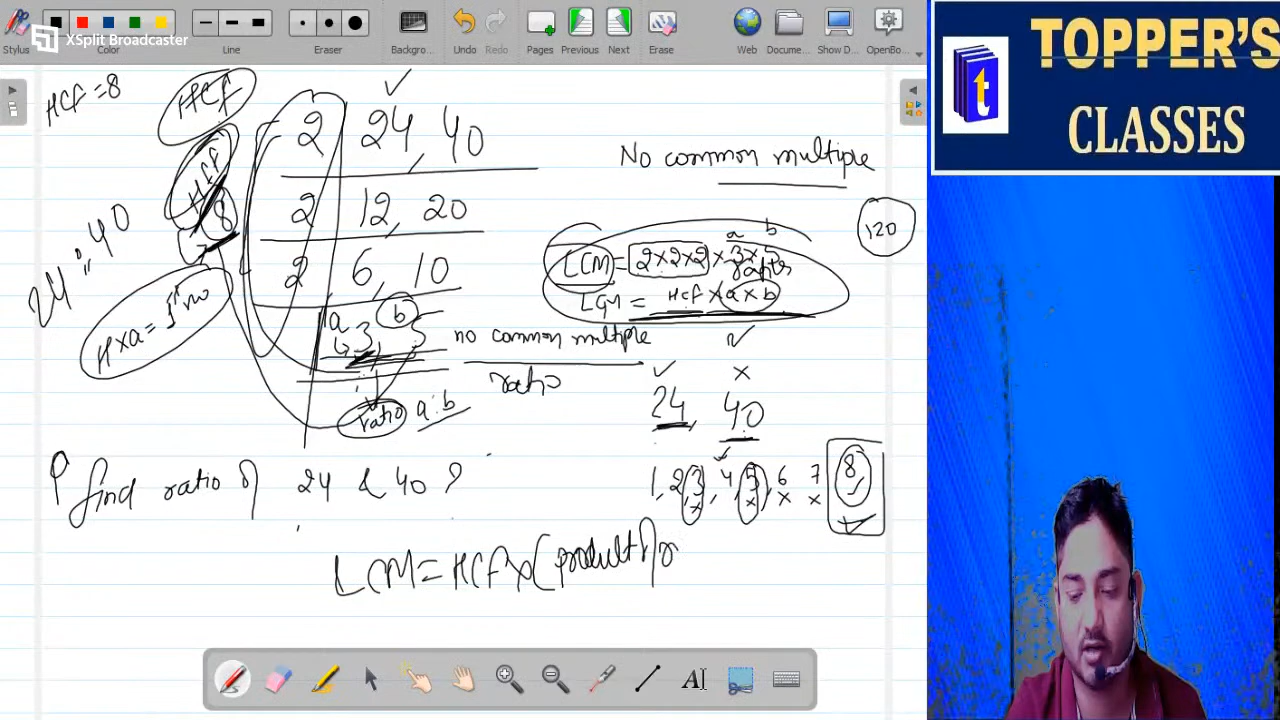 Stylus
Color
Line
Eraser
Backgro...
Undo
Redo
Pages
Previous
Next
Erase
Web
Docume...
Show D...
OpenBo...
XSplit Broadcaster
TOPPER'S
CLASSES
t
HCF = 8
HCF
2 24, 40
2 12, 20
2 6, 10
3, 5
8
24 : 40
H x a = 1st no
a b
no common multiple
ratio
ratio a : b
No common multiple
120
a b
LCM = 2 x 2 x 2 x 3 x 5
ratio
LCM = HCF x a x b
24, 40
1, 2, 3, 4, 5, 6 7 8
x x x x
find ratio of 24 & 40 ?
LCM = HCF x (product of r